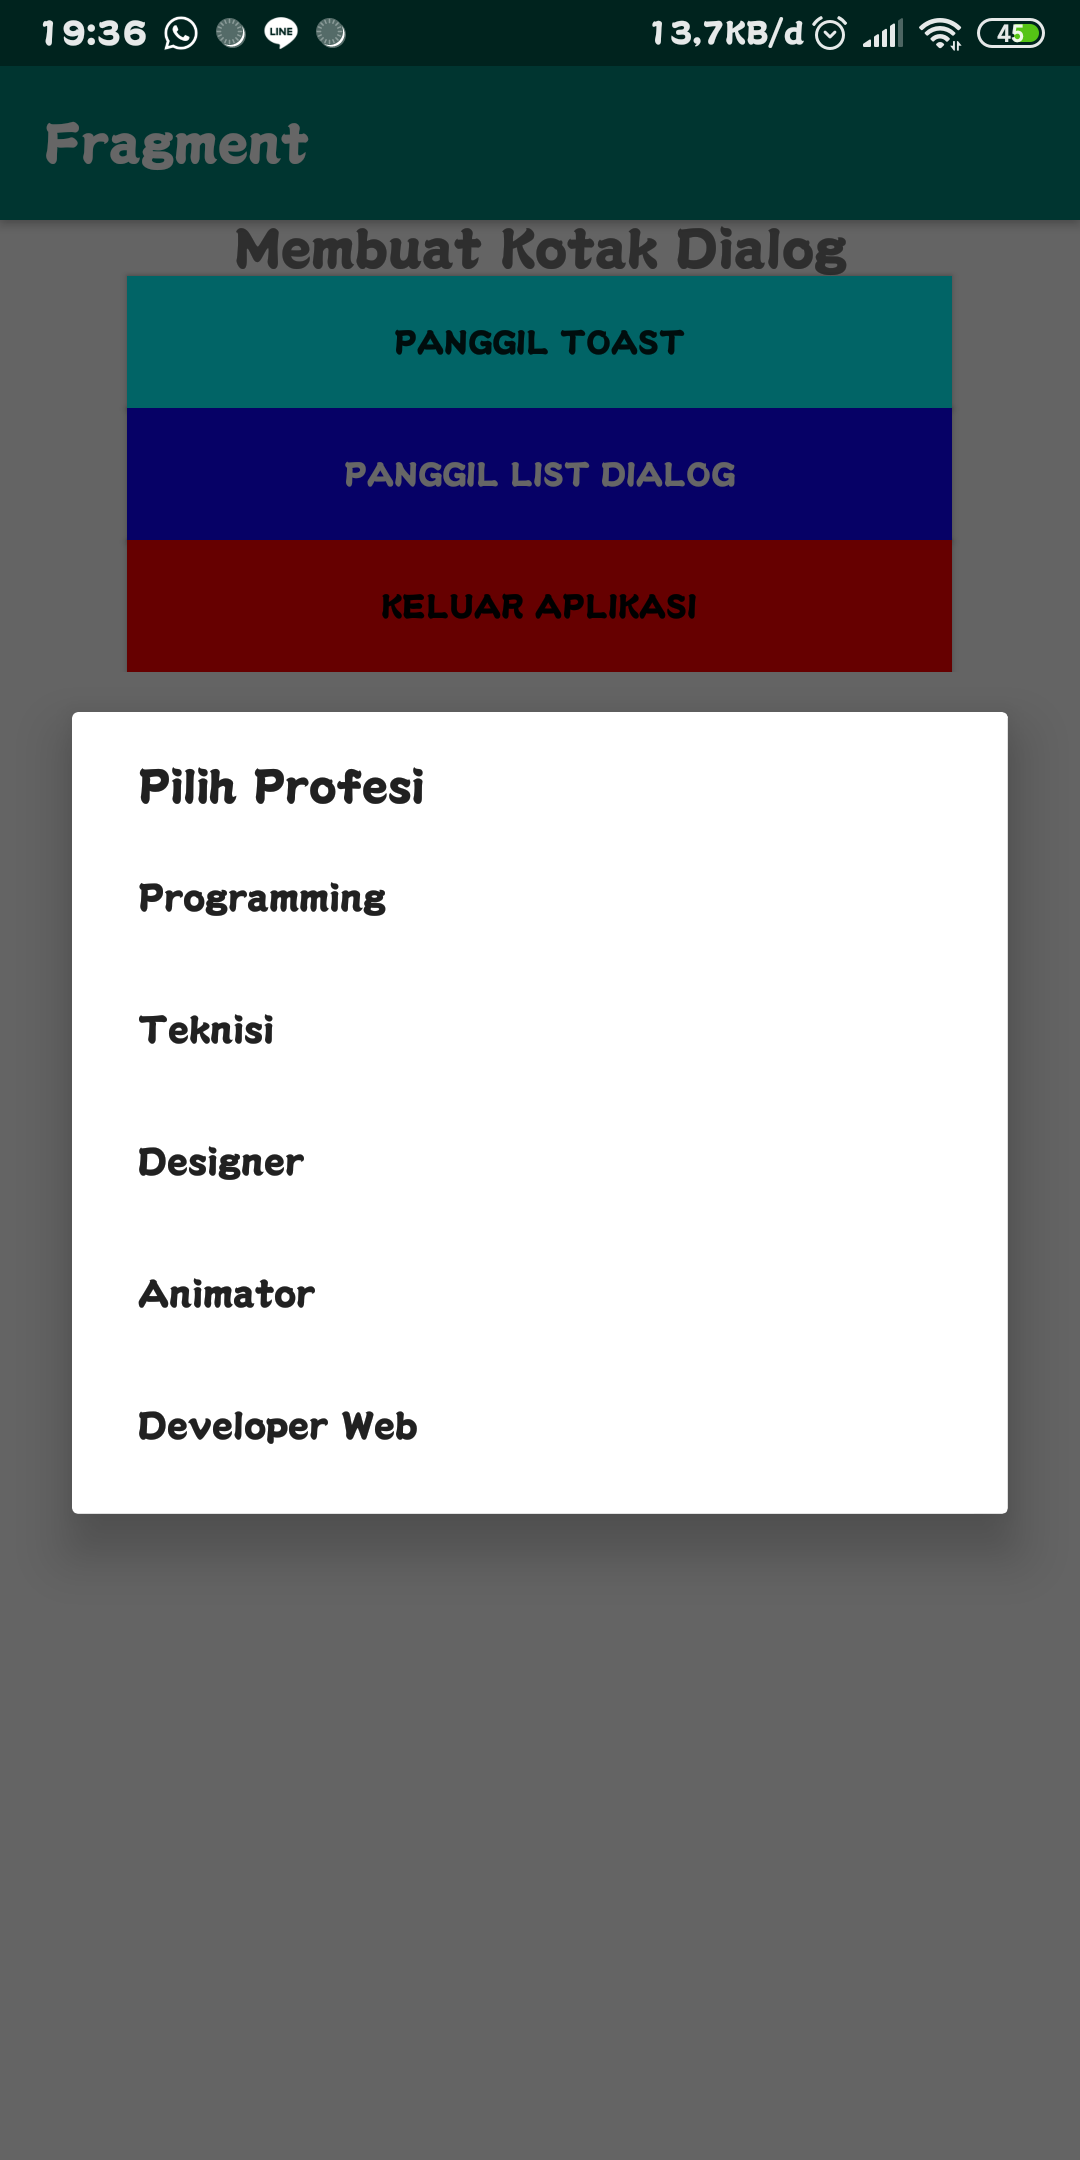 19:36 LINE 13,7KB/d 45
Fragment
Membuat Kotak Dialog
PANGGIL TOAST
PANGGIL LIST DIALOG
KELUAR APLIKASI
Pilih Profesi
Programming
Teknisi
Designer
Animator
Developer Web